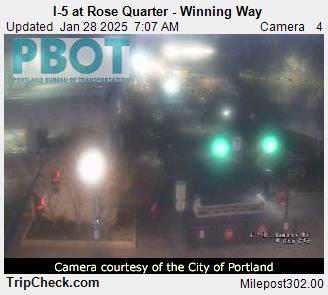 I-5 at Rose Quarter - Winning Way
Updated Jan 28 2025 7:07 AM Camera 4
PBOT
PORTLAND BUREAU OF TRANSPORTATION
Camera courtesy of the City of Portland
TripCheck.com Milepost302.00